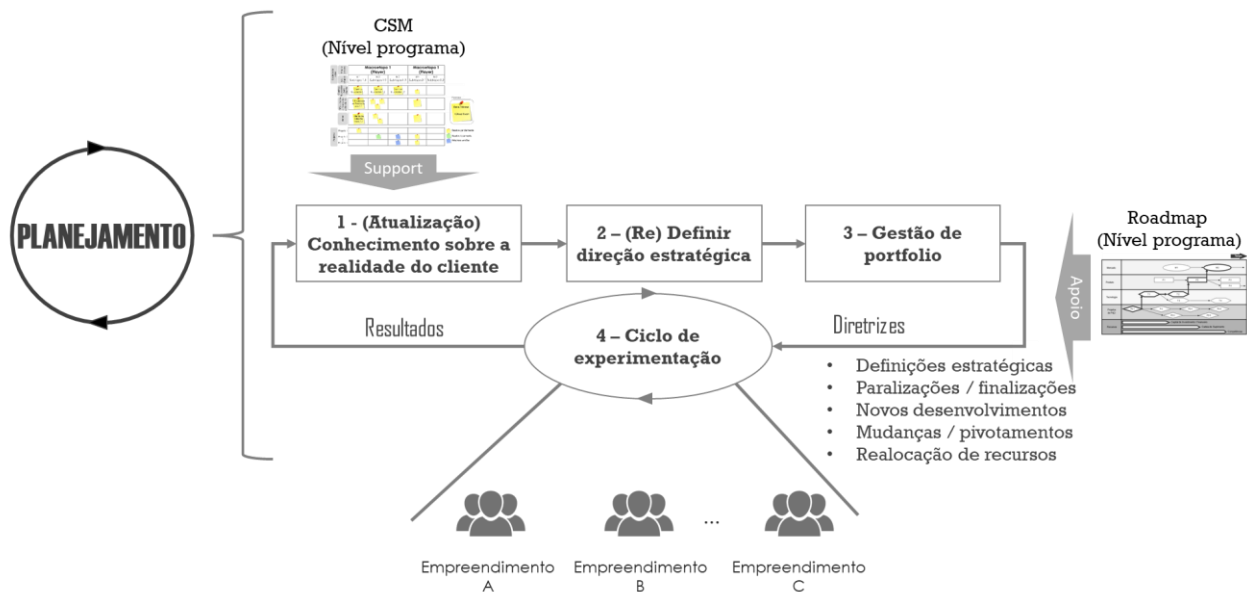 CSM
(Nível programa)
Support
PLANEJAMENTO
1 - (Atualização)
Conhecimento sobre a
realidade do cliente
2 – (Re) Definir
direção estratégica
3 – Gestão de
portfolio
Roadmap
(Nível programa)
Apoio
Resultados
4 – Ciclo de
experimentação
Diretrizes
• Definições estratégicas
• Paralizações / finalizações
• Novos desenvolvimentos
• Mudanças / pivotamentos
• Realocação de recursos
...
Empreendimento
A
Empreendimento
B
Empreendimento
C